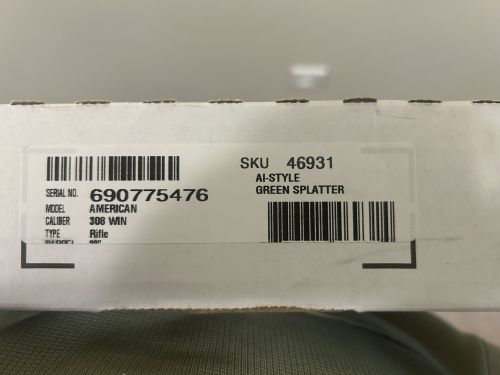 SKU 46931
AI-STYLE
GREEN SPLATTER
SERIAL NO. 690775476
MODEL AMERICAN
CALIBER 308 WIN
TYPE Rifle